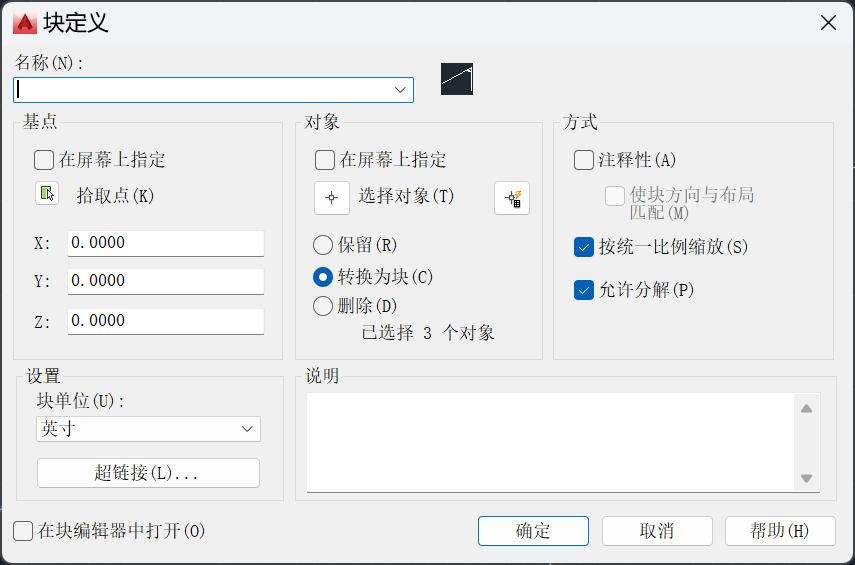 块定义
名称(N):
基点
在屏幕上指定
拾取点(K)
X: 0.0000
Y: 0.0000
Z: 0.0000
对象
在屏幕上指定
选择对象(T)
保留(R)
转换为块(C)
删除(D)
已选择 3 个对象
方式
注释性(A)
使块方向与布局
匹配(M)
按统一比例缩放(S)
允许分解(P)
设置
块单位(U):
英寸
超链接(L)...
说明
在块编辑器中打开(O)
确定
取消
帮助(H)